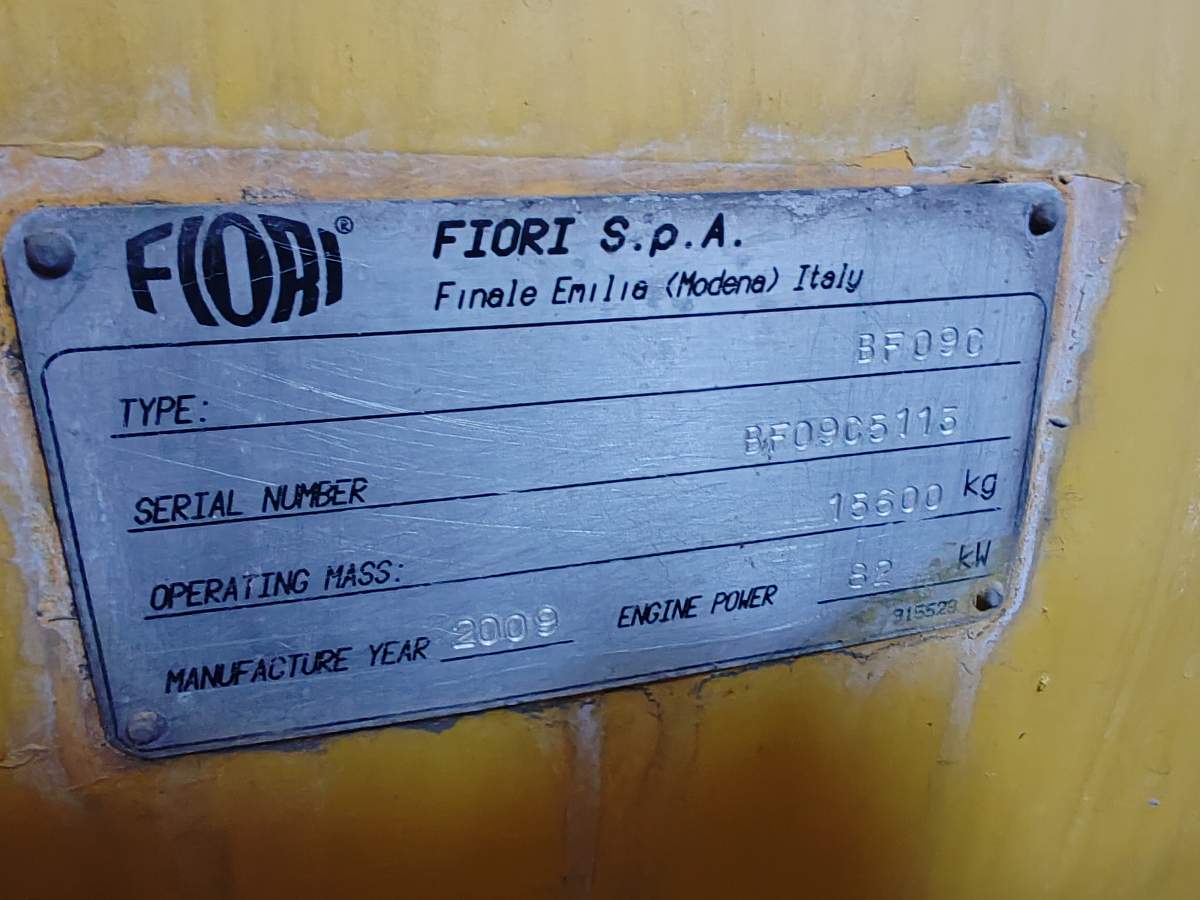 FIORI®
FIORI S.p.A.
Finale Emilia (Modena) Italy
TYPE: BF09C
SERIAL NUMBER BF09C5115
OPERATING MASS: 15600 kg
MANUFACTURE YEAR 2009 ENGINE POWER 82 kW
915529